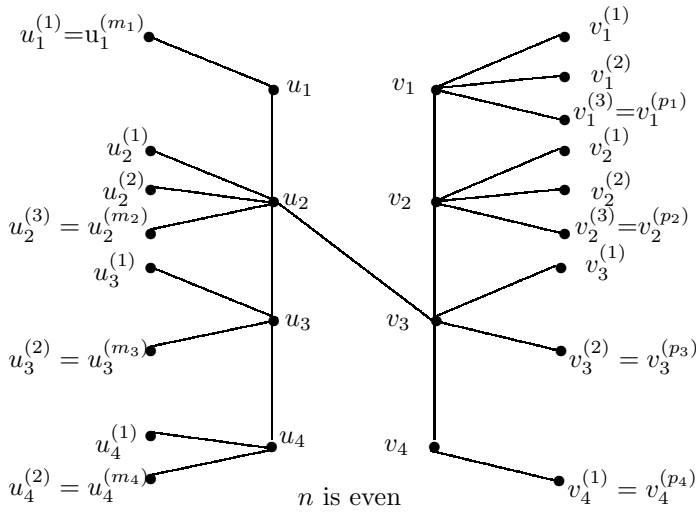 u_1^{(1)}=u_1^{(m_1)}
u_1
v_1
v_1^{(1)}
v_1^{(2)}
v_1^{(3)}=v_1^{(p_1)}
u_2^{(1)}
u_2^{(2)}
u_2^{(3)} = u_2^{(m_2)}
u_2
v_2
v_2^{(1)}
v_2^{(2)}
v_2^{(3)}=v_2^{(p_2)}
u_3^{(1)}
u_3^{(2)} = u_3^{(m_3)}
u_3
v_3
v_3^{(1)}
v_3^{(2)} = v_3^{(p_3)}
u_4^{(1)}
u_4^{(2)} = u_4^{(m_4)}
u_4
v_4
v_4^{(1)} = v_4^{(p_4)}
n is even